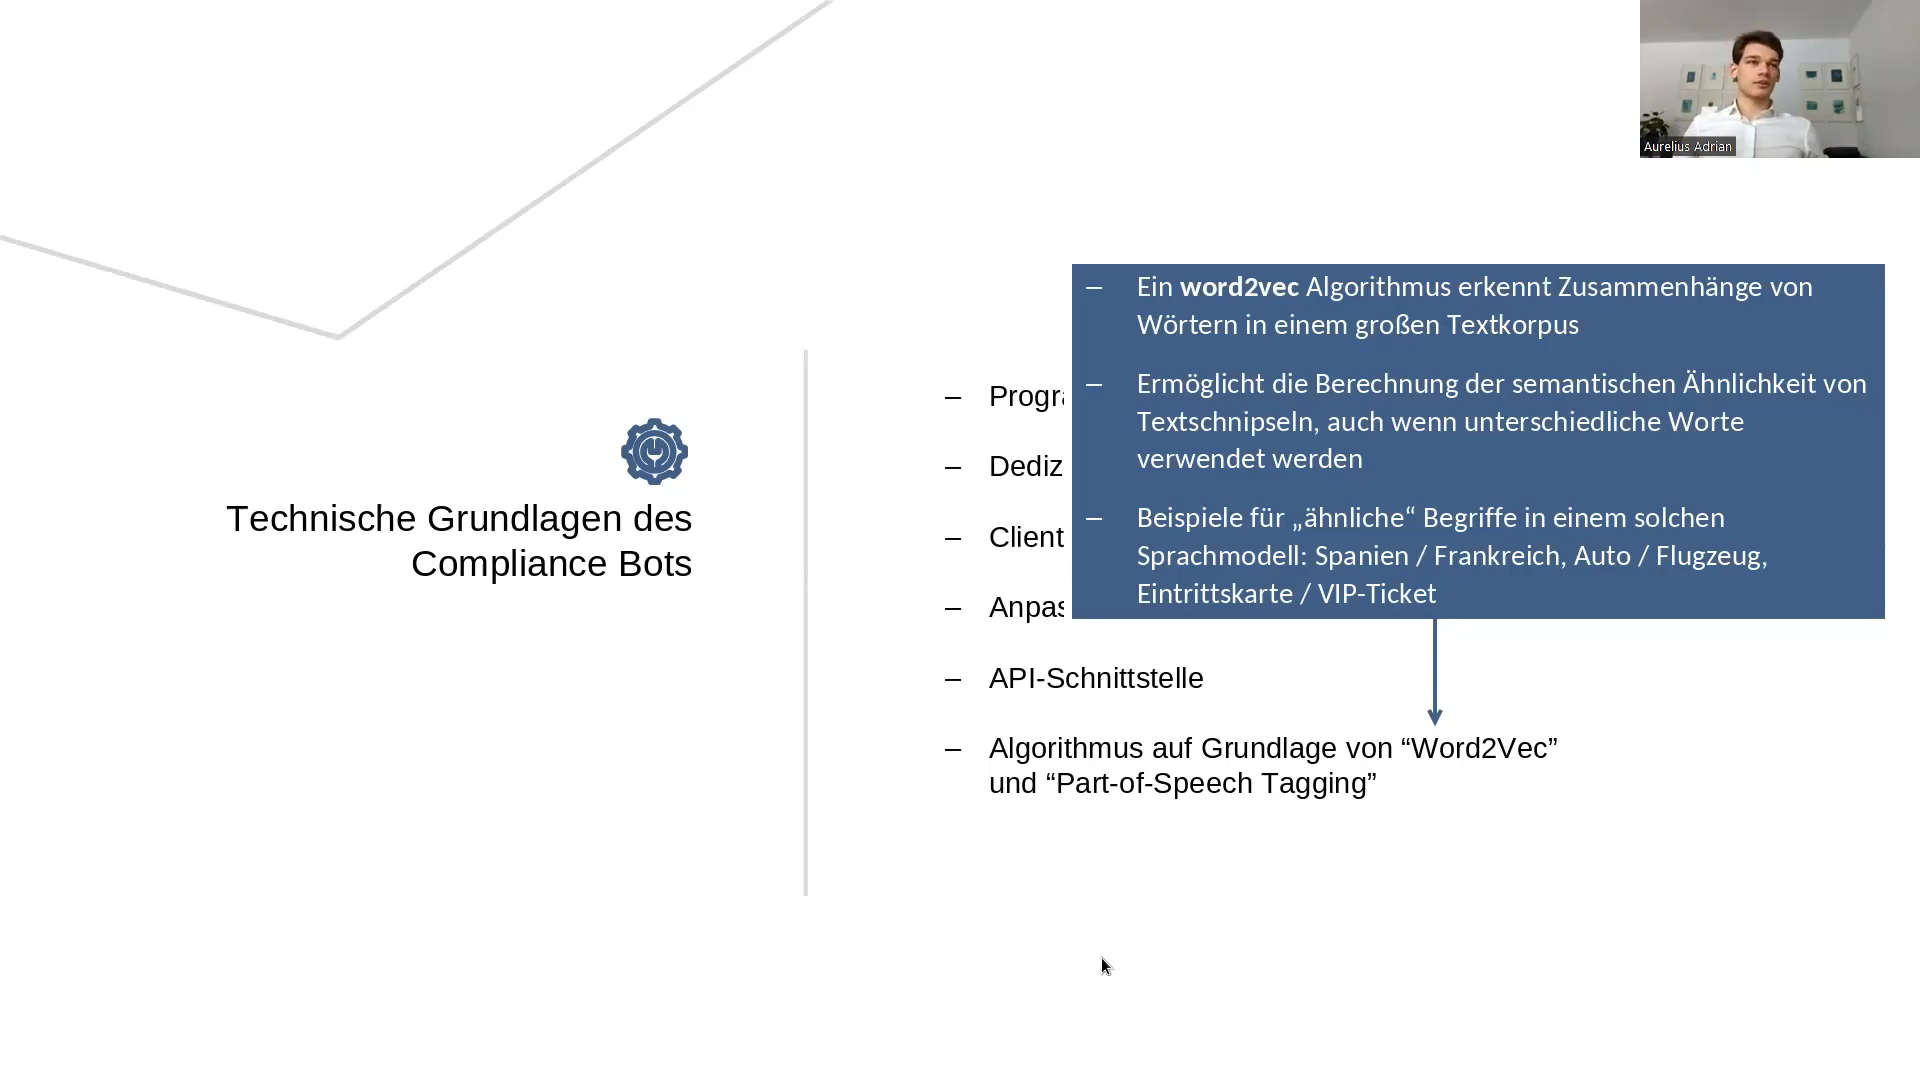 Aurelius Adrian
Technische Grundlagen des
Compliance Bots
– Ein word2vec Algorithmus erkennt Zusammenhänge von
Wörtern in einem großen Textkorpus
– Ermöglicht die Berechnung der semantischen Ähnlichkeit von
Textschnipseln, auch wenn unterschiedliche Worte
verwendet werden
– Beispiele für „ähnliche“ Begriffe in einem solchen
Sprachmodell: Spanien / Frankreich, Auto / Flugzeug,
Eintrittskarte / VIP-Ticket
– Client
– API-Schnittstelle
– Algorithmus auf Grundlage von “Word2Vec”
und “Part-of-Speech Tagging”